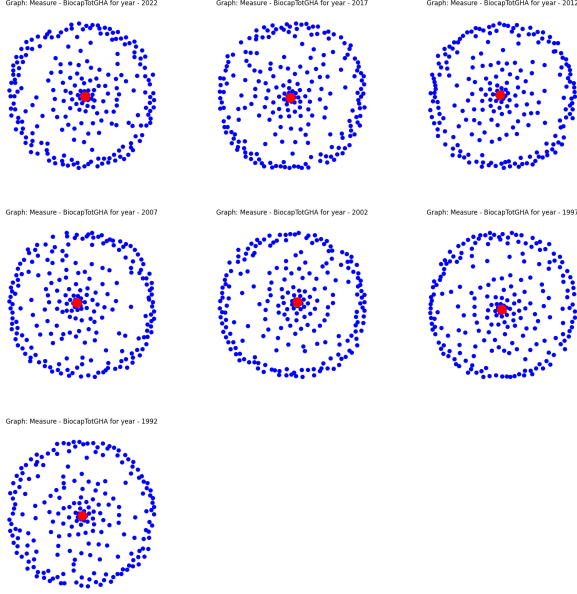 Graph: Measure - BiocapTotGHA for year - 2022
Graph: Measure - BiocapTotGHA for year - 2017
Graph: Measure - BiocapTotGHA for year - 2012
Graph: Measure - BiocapTotGHA for year - 2007
Graph: Measure - BiocapTotGHA for year - 2002
Graph: Measure - BiocapTotGHA for year - 1997
Graph: Measure - BiocapTotGHA for year - 1992